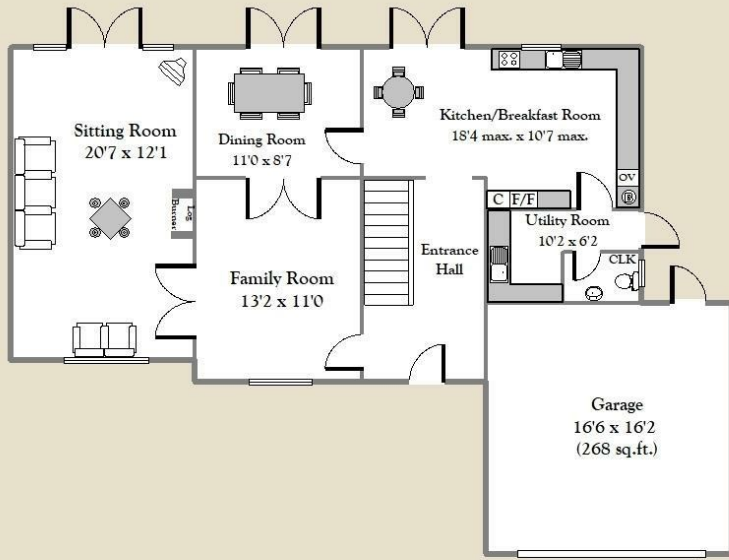 Sitting Room
20'7 x 12'1
Log
Burner
Dining Room
11'0 x 8'7
Kitchen/Breakfast Room
18'4 max. x 10'7 max.
OV
B
C F/F
Utility Room
10'2 x 6'2
CLK
Entrance
Hall
Family Room
13'2 x 11'0
Garage
16'6 x 16'2
(268 sq.ft.)